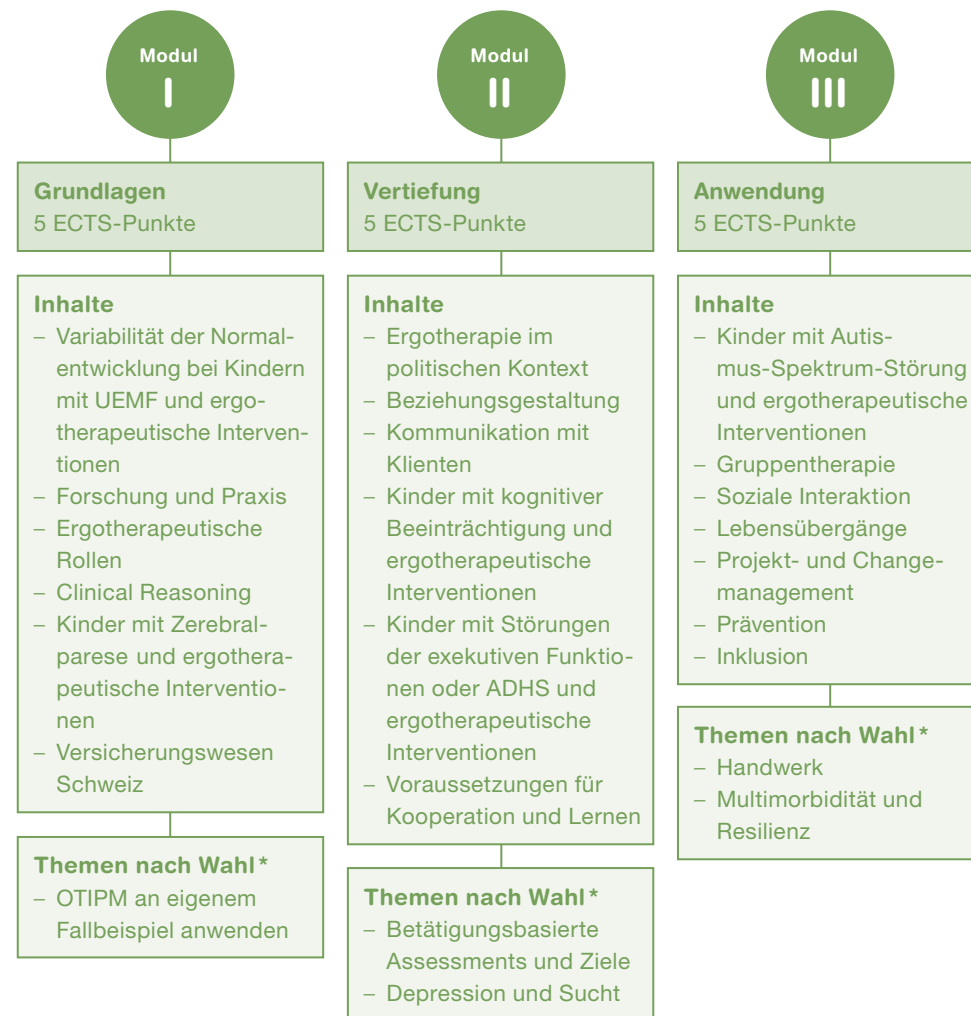 Modul
I
Grundlagen
5 ECTS-Punkte
Inhalte
– Variabilität der Normal-
entwicklung bei Kindern
mit UEMF und ergo-
therapeutische Interven-
tionen
– Forschung und Praxis
– Ergotherapeutische
Rollen
– Clinical Reasoning
– Kinder mit Zerebral-
parese und ergothera-
peutische Interventio-
nen
– Versicherungswesen
Schweiz
Themen nach Wahl*
– OTIPM an eigenem
Fallbeispiel anwenden
Modul
II
Vertiefung
5 ECTS-Punkte
Inhalte
– Ergotherapie im
politischen Kontext
– Beziehungsgestaltung
– Kommunikation mit
Klienten
– Kinder mit kognitiver
Beeinträchtigung und
ergotherapeutische
Interventionen
– Kinder mit Störungen
der exekutiven Funktio-
nen oder ADHS und
ergotherapeutische
Interventionen
– Voraussetzungen für
Kooperation und Lernen
Themen nach Wahl*
– Betätigungsbasierte
Assessments und Ziele
– Depression und Sucht
Modul
III
Anwendung
5 ECTS-Punkte
Inhalte
– Kinder mit Autis-
mus-Spektrum-Störung
und ergotherapeutische
Interventionen
– Gruppentherapie
– Soziale Interaktion
– Lebensübergänge
– Projekt- und Change-
management
– Prävention
– Inklusion
Themen nach Wahl*
– Handwerk
– Multimorbidität und
Resilienz